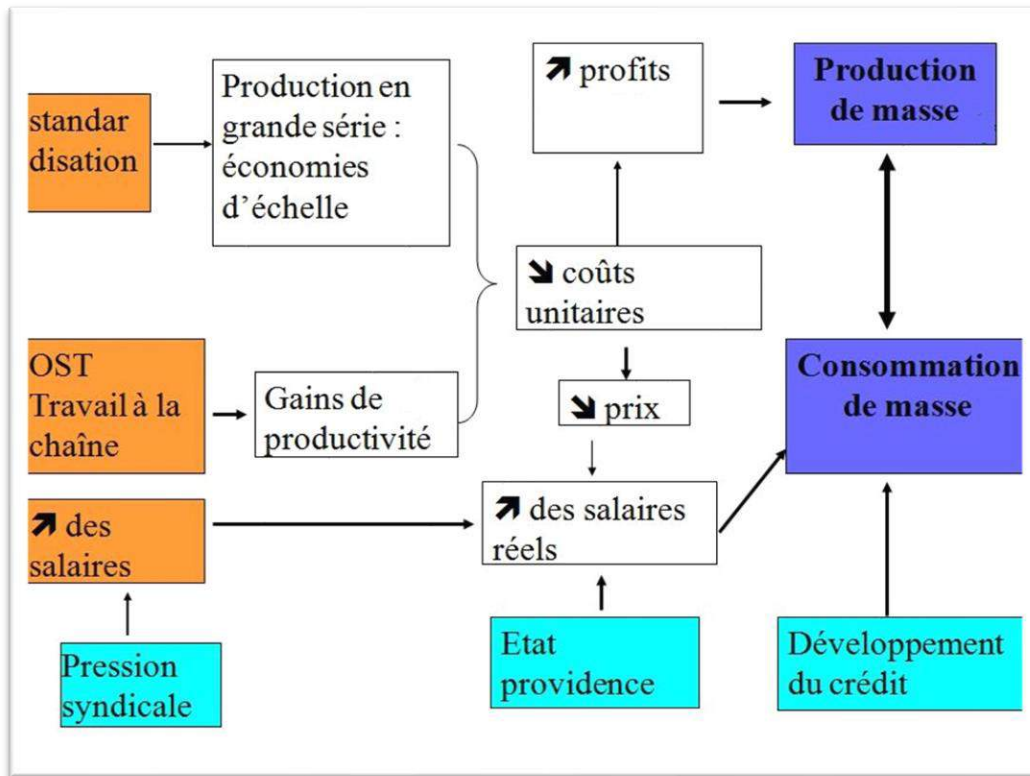 standar
disation
Production en
grande série :
économies
d’échelle
↗ profits
Production
de masse
↘ coûts
unitaires
OST
Travail à la
chaîne
Gains de
productivité
↘ prix
Consommation
de masse
↗ des
salaires
↗ des salaires
réels
Pression
syndicale
Etat
providence
Développement
du crédit